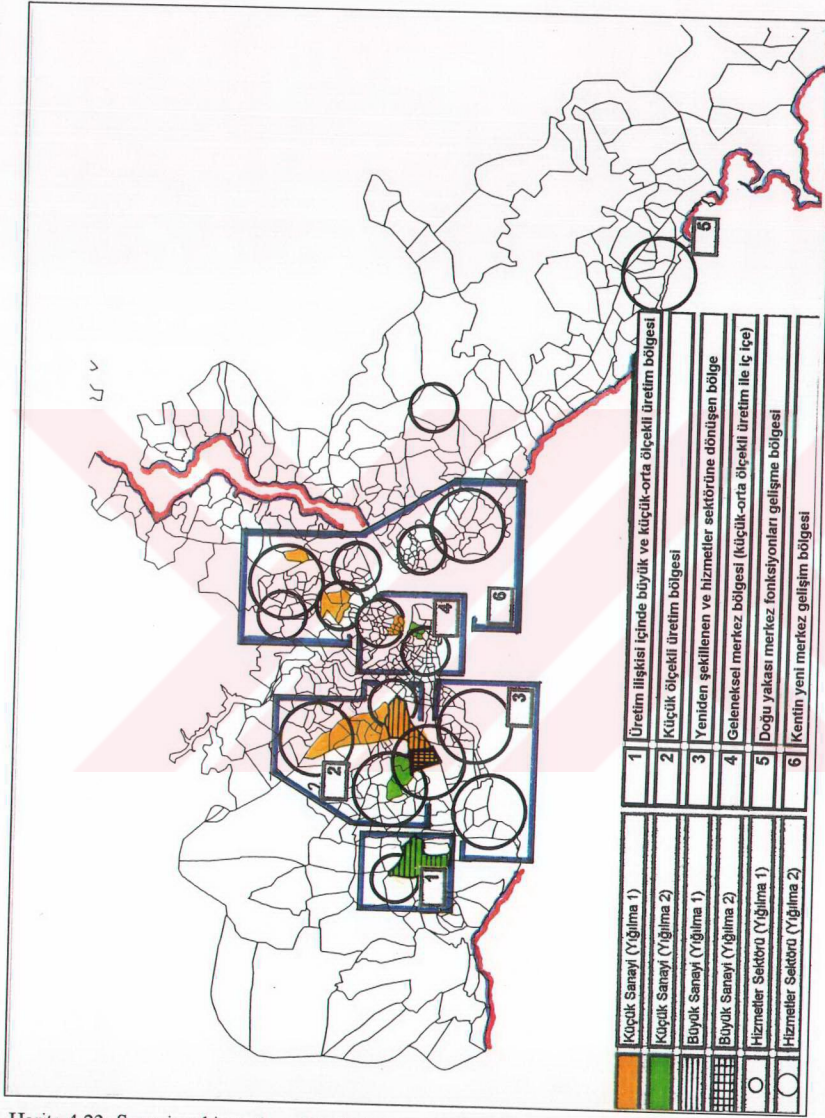 1
2
3
4
5
6
Küçük Sanayi (Yığılma 1)
Küçük Sanayi (Yığılma 2)
Büyük Sanayi (Yığılma 1)
Büyük Sanayi (Yığılma 2)
Hizmetler Sektörü (Yığılma 1)
Hizmetler Sektörü (Yığılma 2)
1 Üretim ilişkisi içinde büyük ve küçük-orta ölçekli üretim bölgesi
2 Küçük ölçekli üretim bölgesi
3 Yeniden şekillenen ve hizmetler sektörüne dönüşen bölge
4 Geleneksel merkez bölgesi (küçük-orta ölçekli üretim ile iç içe)
5 Doğu yakası merkez fonksiyonları gelişme bölgesi
6 Kentin yeni merkez gelişim bölgesi
Harita 4.23: